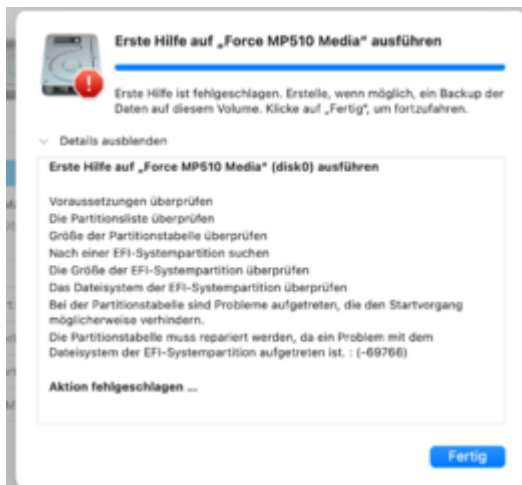 Erste Hilfe auf „Force MP510 Media“ ausführen
Erste Hilfe ist fehlgeschlagen. Erstelle, wenn möglich, ein Backup der
Daten auf diesem Volume. Klicke auf „Fertig“, um fortzufahren.
Details ausblenden
Erste Hilfe auf „Force MP510 Media“ (disk0) ausführen
Voraussetzungen überprüfen
Die Partitionsliste überprüfen
Größe der Partitionstabelle überprüfen
Nach einer EFI-Systempartition suchen
Die Größe der EFI-Systempartition überprüfen
Das Dateisystem der EFI-Systempartition überprüfen
Bei der Partitionstabelle sind Probleme aufgetreten, die den Startvorgang
möglicherweise verhindern.
Die Partitionstabelle muss repariert werden, da ein Problem mit dem
Dateisystem der EFI-Systempartition aufgetreten ist. : (-69766)
Aktion fehlgeschlagen ...
Fertig